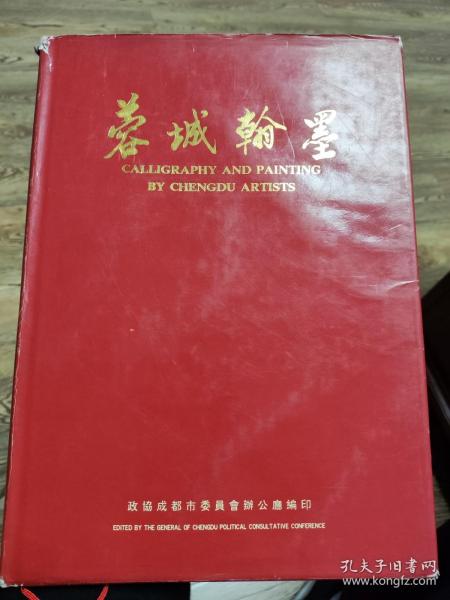 蓉城翰墨
CALLIGRAPHY AND PAINTING
BY CHENGDU ARTISTS
政協成都市委員會辦公廳編印
EDITED BY THE GENERAL OF CHENGDU POLITICAL CONSULTATIVE CONFERENCE
孔夫子旧书网
www.kongfz.com